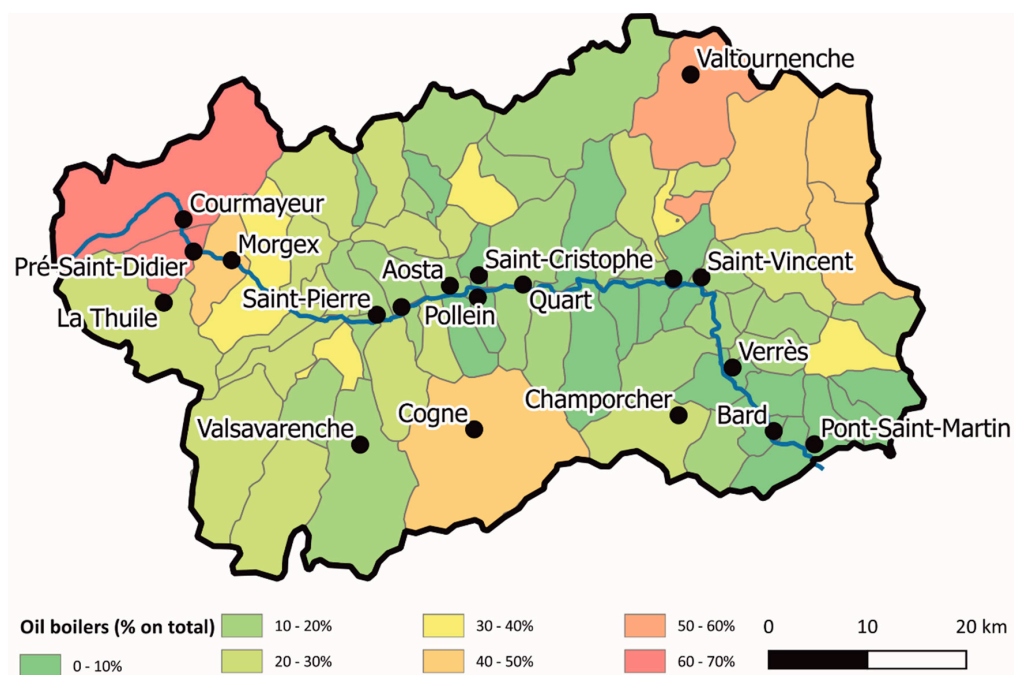 Valtournenche
Courmayeur
Morgex
Pré-Saint-Didier
La Thuile
Saint-Pierre
Aosta
Saint-Cristophe
Saint-Vincent
Pollein
Quart
Verrès
Valsavarenche
Cogne
Champorcher
Bard
Pont-Saint-Martin
Oil boilers (% on total)
0 - 10%
10 - 20%
20 - 30%
30 - 40%
40 - 50%
50 - 60%
60 - 70%
0 10 20 km